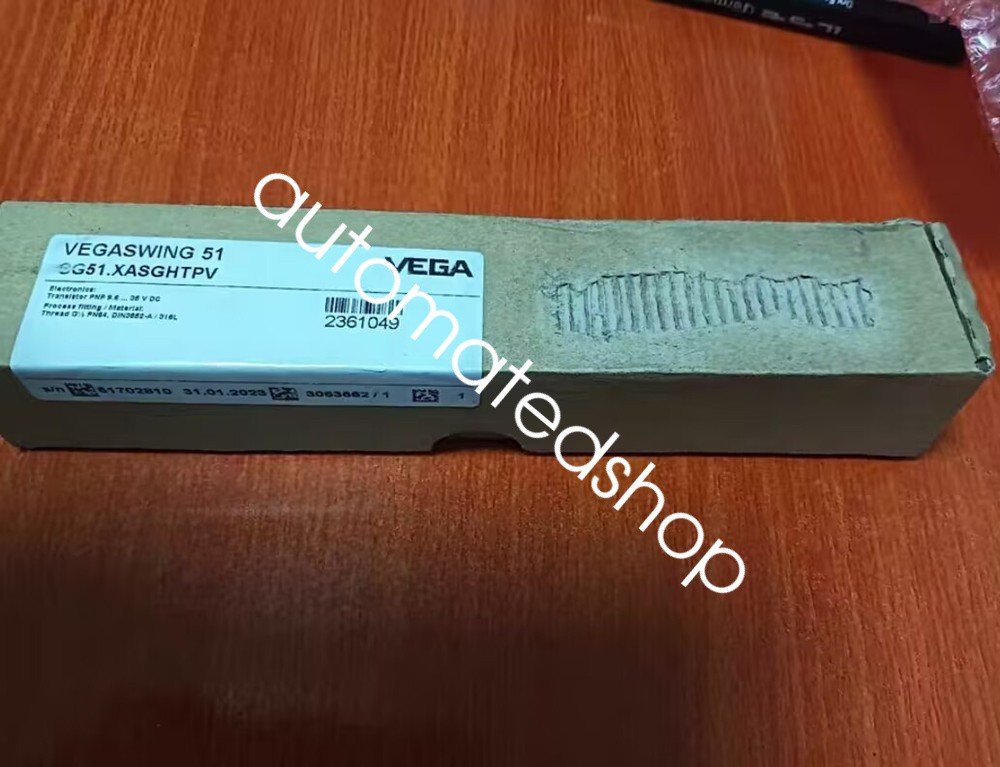 VEGASWING 51
SG51.XASGHTPV
VEGA
Electronics:
Transistor PNP 9.6 ... 35 V DC
Process fitting / Material:
Thread G½ PN64, DIN3852-A / 316L
2361049
s/n 51702810 31.01.2023 3063662 / 1 1
automatedshop